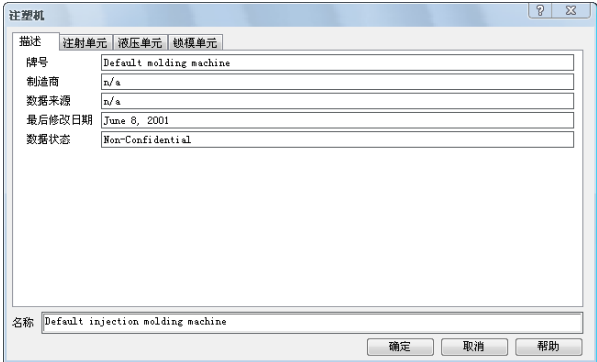 注塑机
描述 注射单元 液压单元 锁模单元
牌号 Default molding machine
制造商 n/a
数据来源 n/a
最后修改日期 June 8, 2001
数据状态 Non-Confidential
名称 Default injection molding machine
确定 取消 帮助